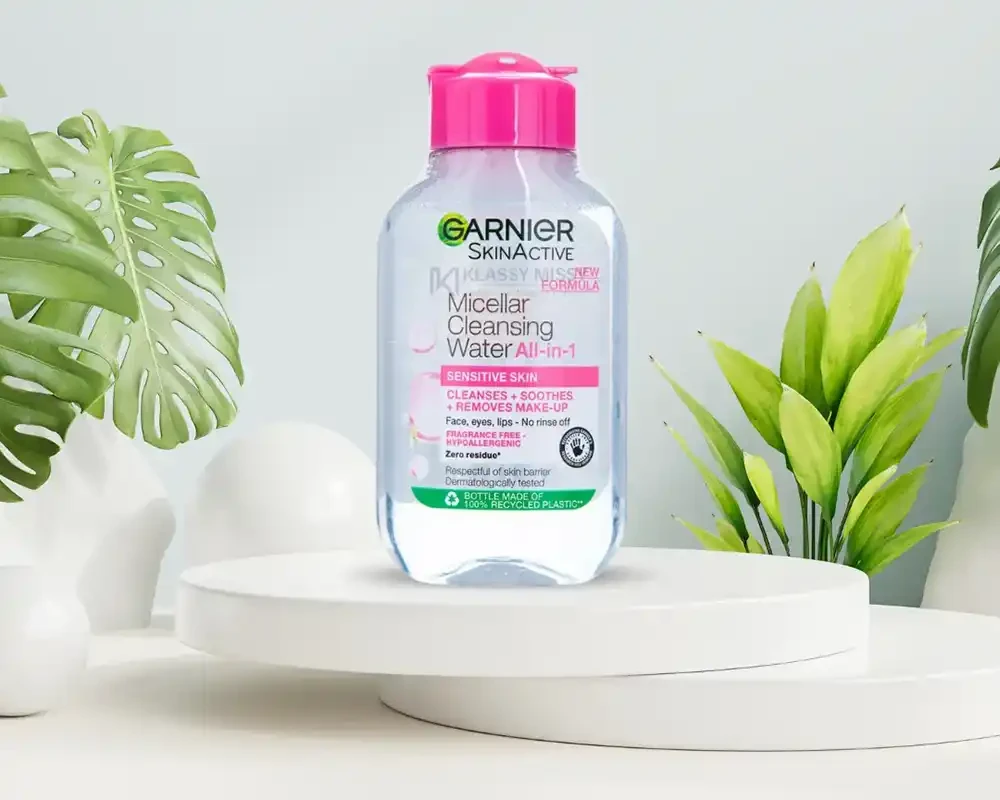 GARNIER
SKINACTIVE
KLASSY MISS
NEW
FORMULA
Micellar
Cleansing
Water All-in-1
SENSITIVE SKIN
CLEANSES + SOOTHES
+ REMOVES MAKE-UP
Face, eyes, lips - No rinse off
FRAGRANCE FREE -
HYPOALLERGENIC
Zero residue*
Respectful of skin barrier
Dermatologically tested
BOTTLE MADE OF
100% RECYCLED PLASTIC**